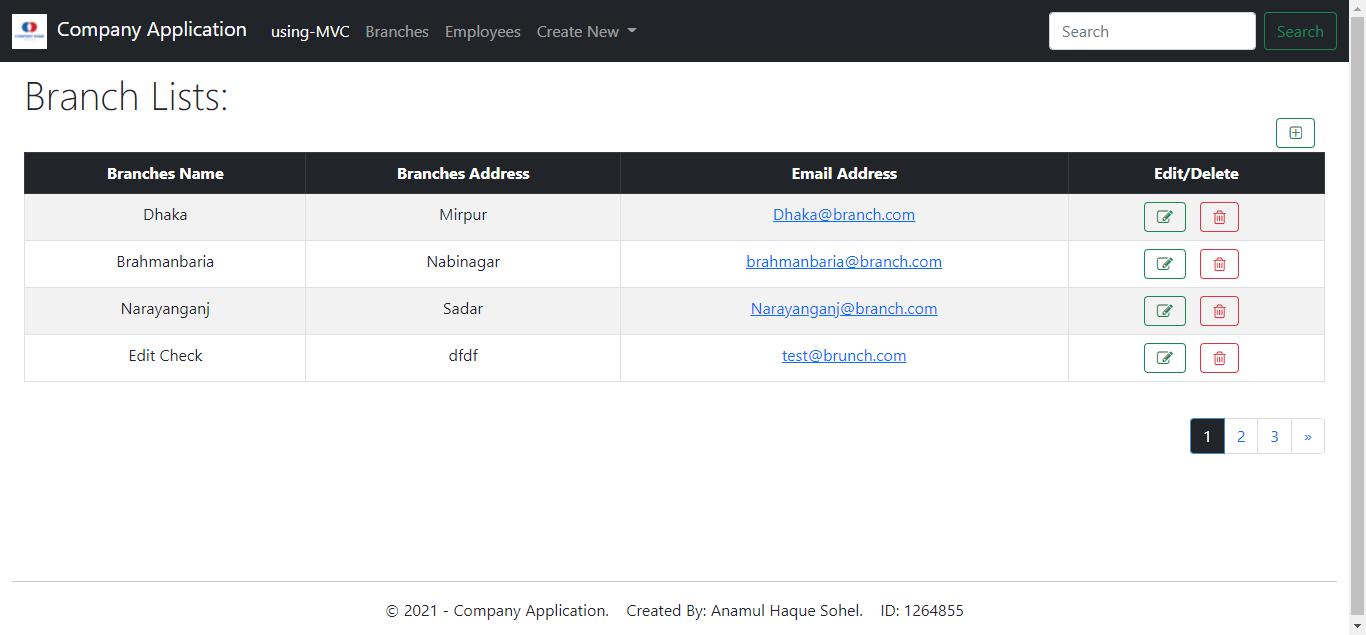 Company Application using-MVC Branches Employees Create New Search Search
Branch Lists:
Branches Name Branches Address Email Address Edit/Delete
Dhaka Mirpur Dhaka@branch.com
Brahmanbaria Nabinagar brahmanbaria@branch.com
Narayanganj Sadar Narayanganj@branch.com
Edit Check dfdf test@brunch.com
1 2 3 »
© 2021 - Company Application. Created By: Anamul Haque Sohel. ID: 1264855